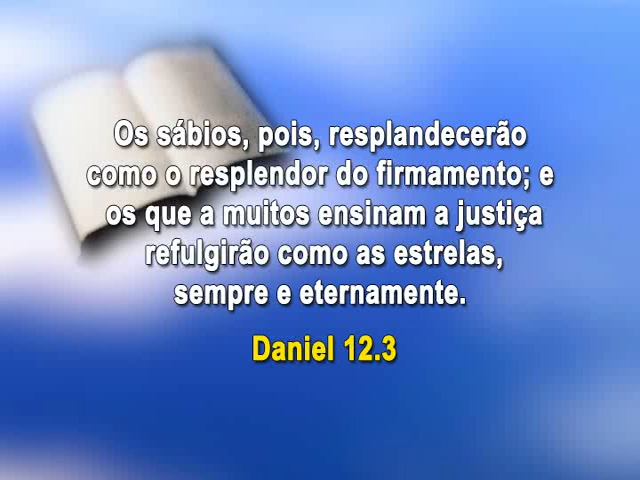 Os sábios, pois, resplandecerão
como o resplendor do firmamento; e
os que a muitos ensinam a justiça
refulgirão como as estrelas,
sempre e eternamente.
Daniel 12.3